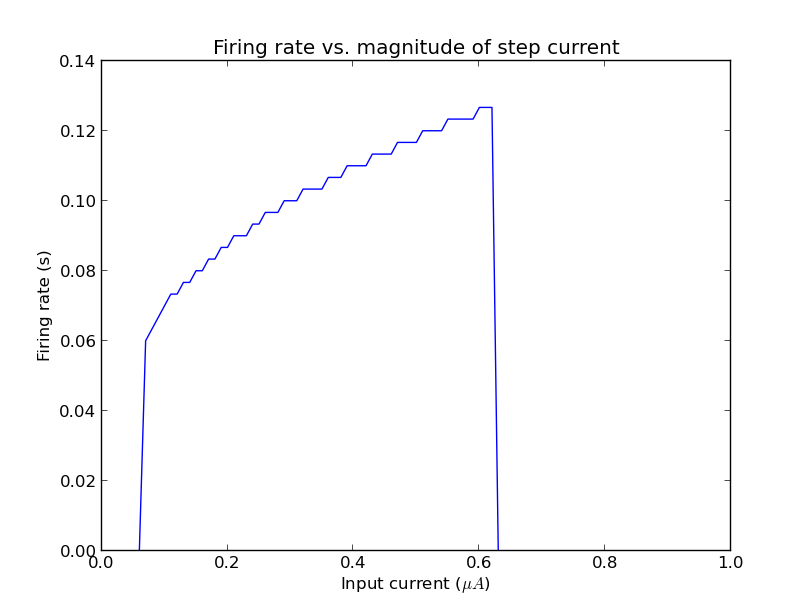 Firing rate vs. magnitude of step current
0.14
0.12
0.10
0.08
0.06
0.04
0.02
0.00
Firing rate (s)
0.0 0.2 0.4 0.6 0.8 1.0
Input current (μA)